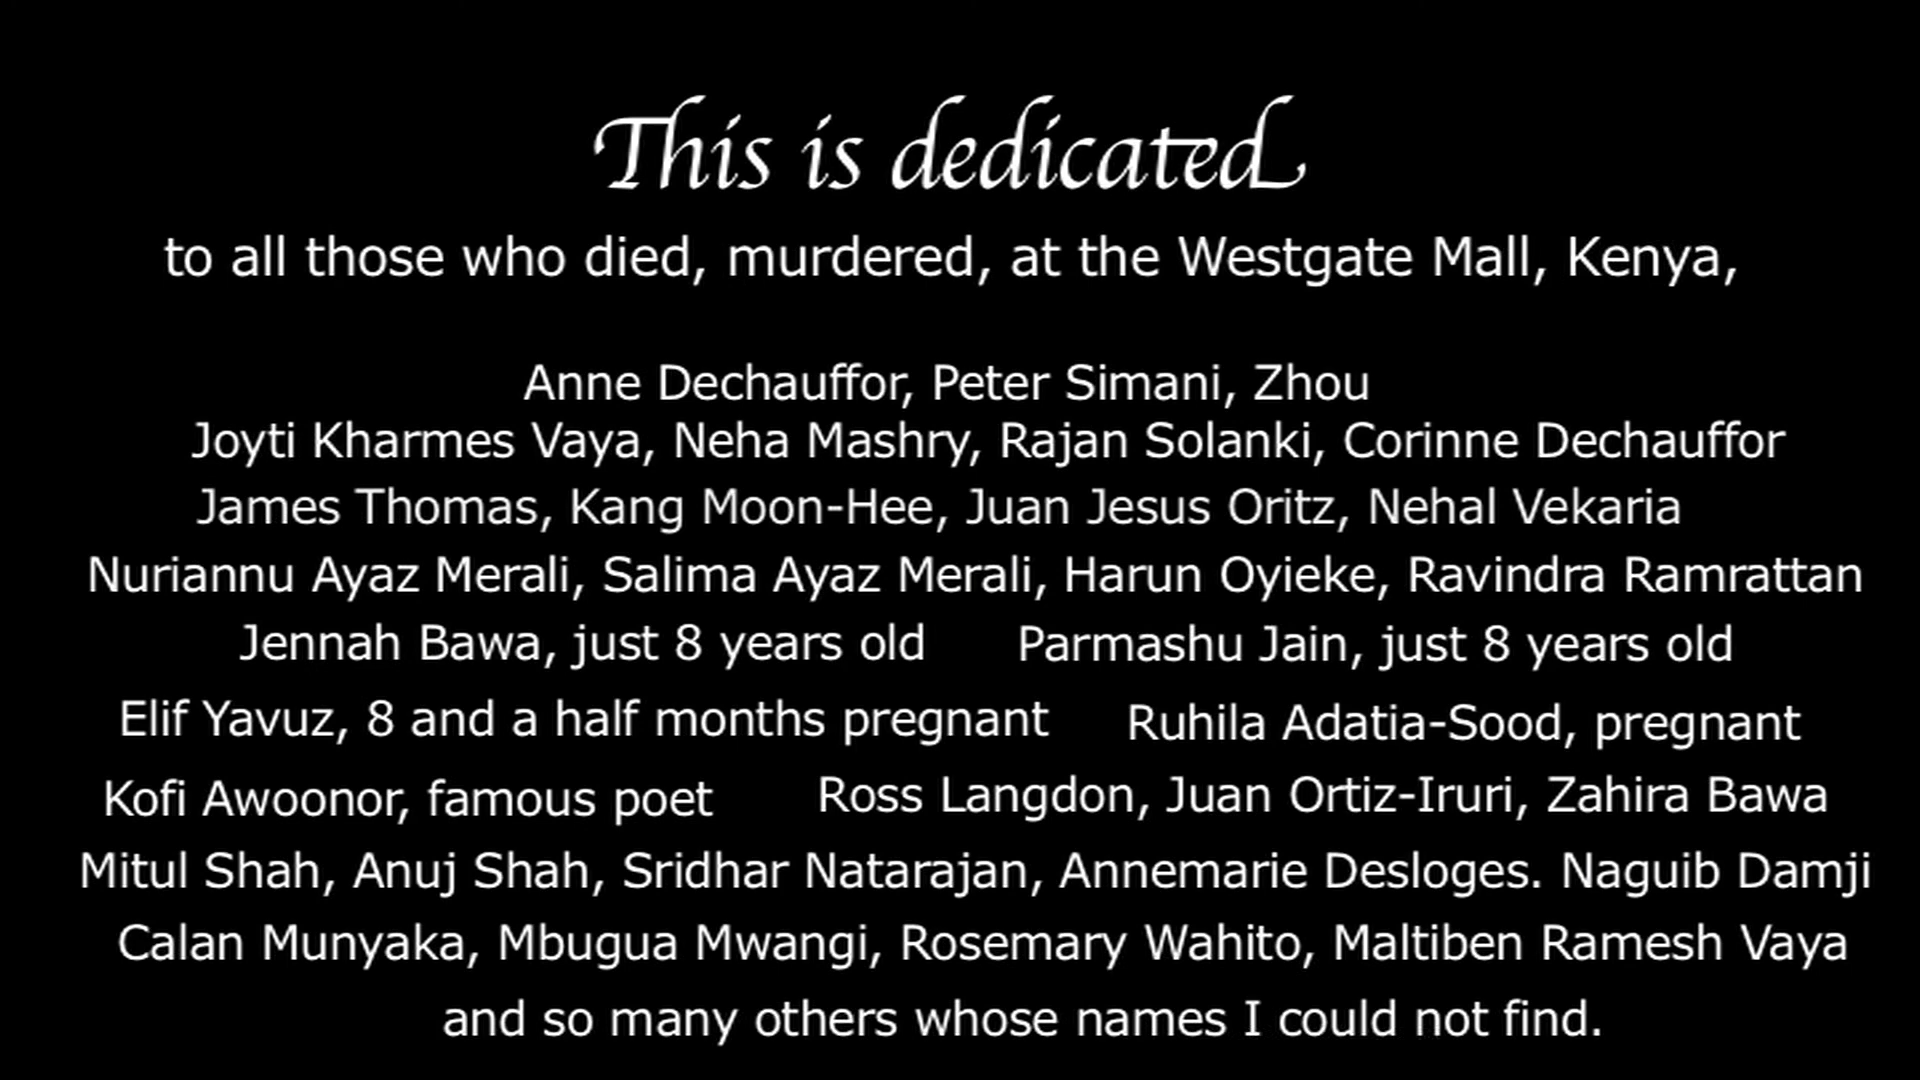 This is dedicated
to all those who died, murdered, at the Westgate Mall, Kenya,
Anne Dechauffor, Peter Simani, Zhou
Joyti Kharmes Vaya, Neha Mashry, Rajan Solanki, Corinne Dechauffor
James Thomas, Kang Moon-Hee, Juan Jesus Oritz, Nehal Vekaria
Nuriannu Ayaz Merali, Salima Ayaz Merali, Harun Oyieke, Ravindra Ramrattan
Jennah Bawa, just 8 years old Parmashu Jain, just 8 years old
Elif Yavuz, 8 and a half months pregnant Ruhila Adatia-Sood, pregnant
Kofi Awoonor, famous poet Ross Langdon, Juan Ortiz-Iruri, Zahira Bawa
Mitul Shah, Anuj Shah, Sridhar Natarajan, Annemarie Desloges. Naguib Damji
Calan Munyaka, Mbugua Mwangi, Rosemary Wahito, Maltiben Ramesh Vaya
and so many others whose names I could not find.